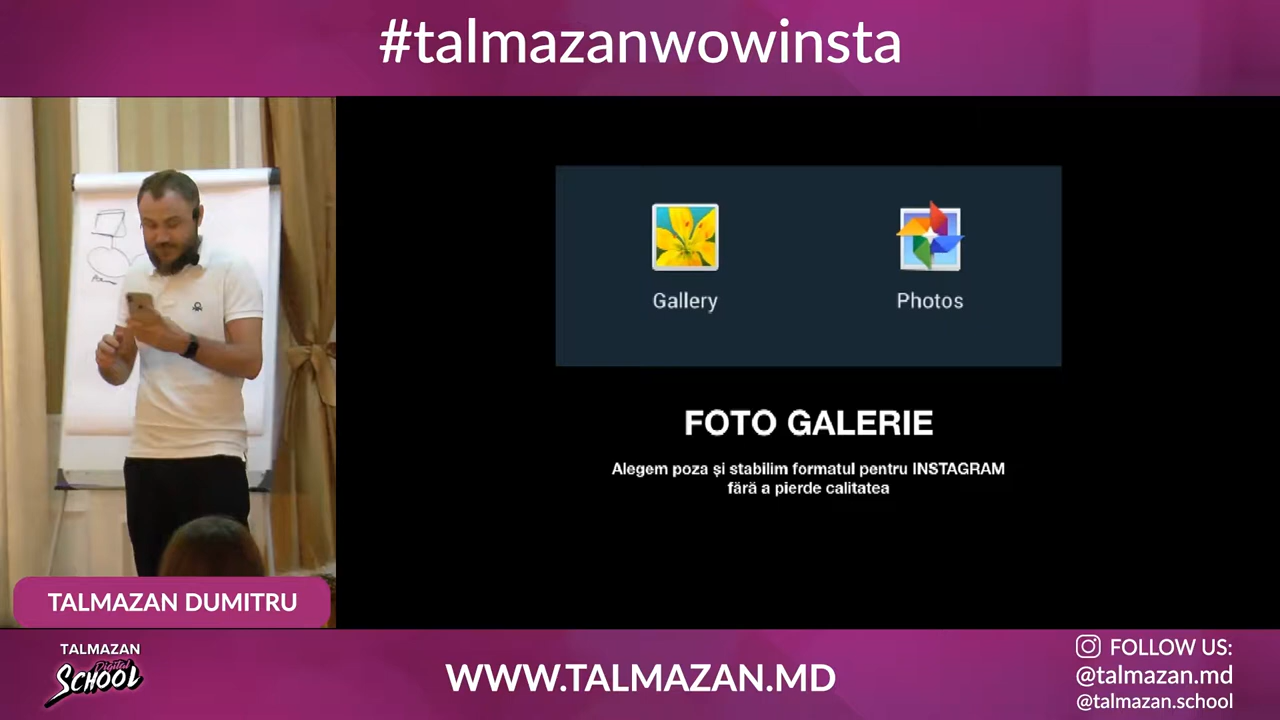 #talmazanwowinsta
Gallery
Photos
FOTO GALERIE
Alegem poza și stabilim formatul pentru INSTAGRAM
fără a pierde calitatea
TALMAZAN DUMITRU
TALMAZAN
Digital
SCHOOL
WWW.TALMAZAN.MD
FOLLOW US:
@talmazan.md
@talmazan.school